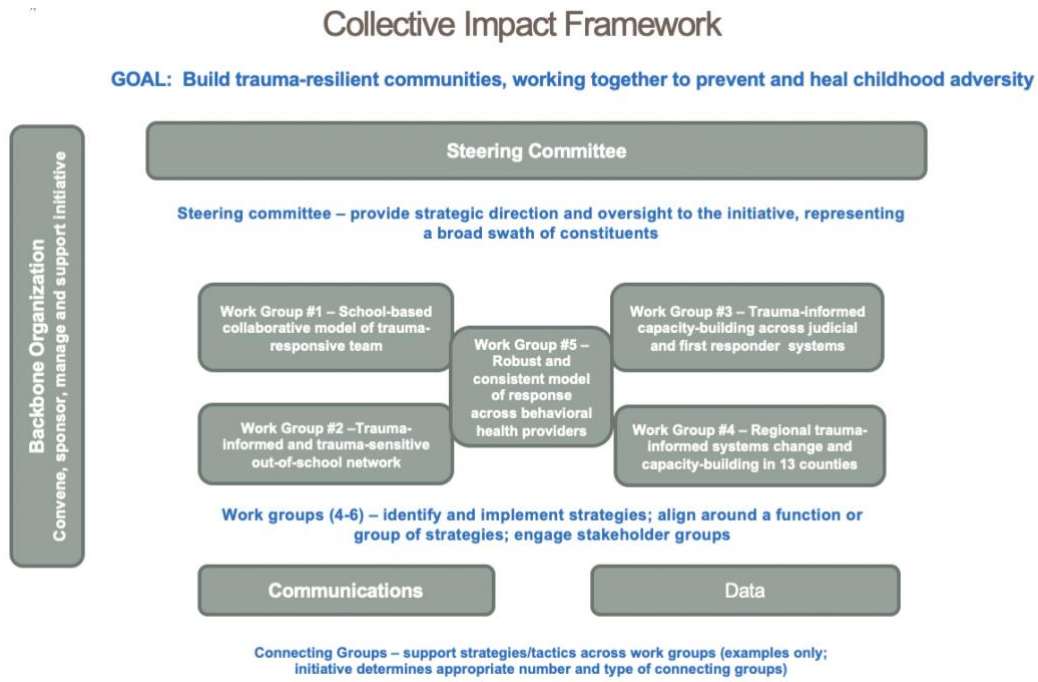 Collective Impact Framework
GOAL: Build trauma-resilient communities, working together to prevent and heal childhood adversity
Backbone Organization
Convene, sponsor, manage and support initiative
Steering Committee
Steering committee – provide strategic direction and oversight to the initiative, representing
a broad swath of constituents
Work Group #1 – School-based
collaborative model of trauma-
responsive team
Work Group #2 –Trauma-
informed and trauma-sensitive
out-of-school network
Work Group #5 –
Robust and
consistent model
of response
across behavioral
health providers
Work Group #3 – Trauma-informed
capacity-building across judicial
and first responder systems
Work Group #4 – Regional trauma-
informed systems change and
capacity-building in 13 counties
Work groups (4-6) – identify and implement strategies; align around a function or
group of strategies; engage stakeholder groups
Communications
Data
Connecting Groups – support strategies/tactics across work groups (examples only;
initiative determines appropriate number and type of connecting groups)